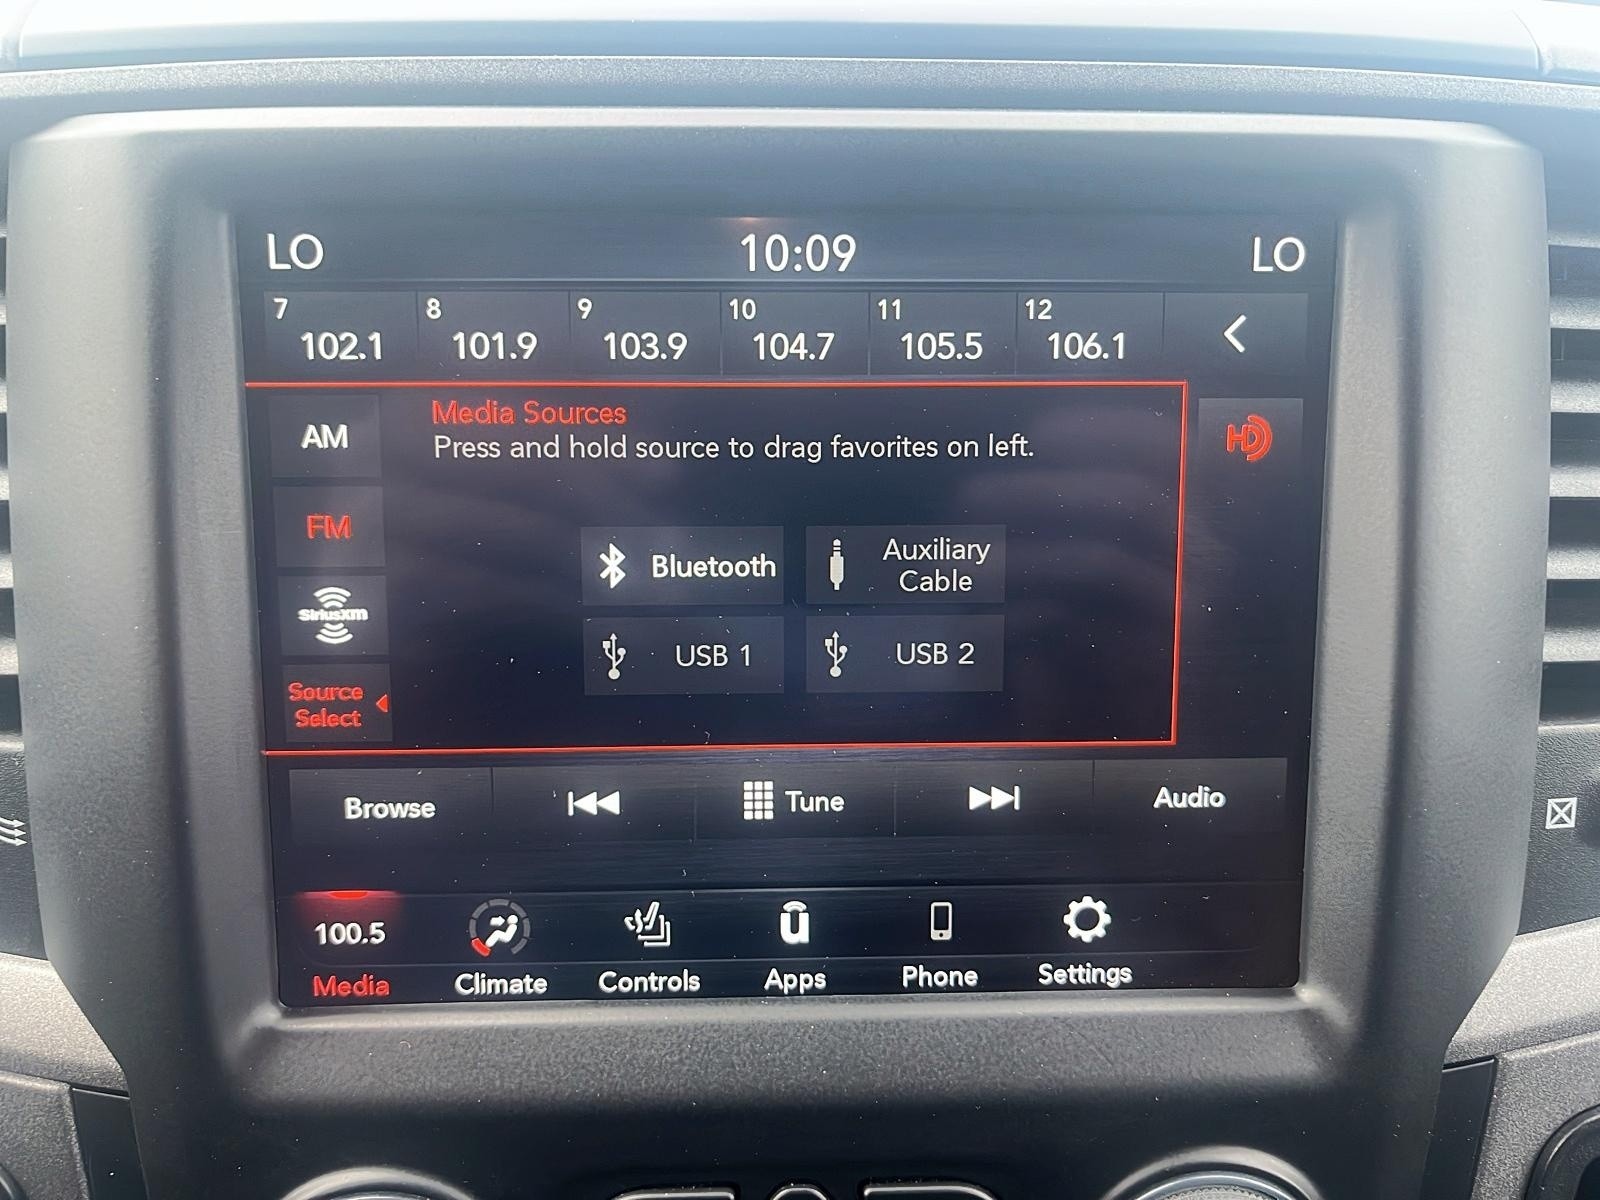 LO 10:09 LO
7 8 9 10 11 12
102.1 101.9 103.9 104.7 105.5 106.1
AM
Media Sources
Press and hold source to drag favorites on left.
HD
FM
Bluetooth
Auxiliary
Cable
SiriusXM
USB 1 USB 2
Source
Select
Browse Tune Audio
100.5
Media Climate Controls Apps Phone Settings